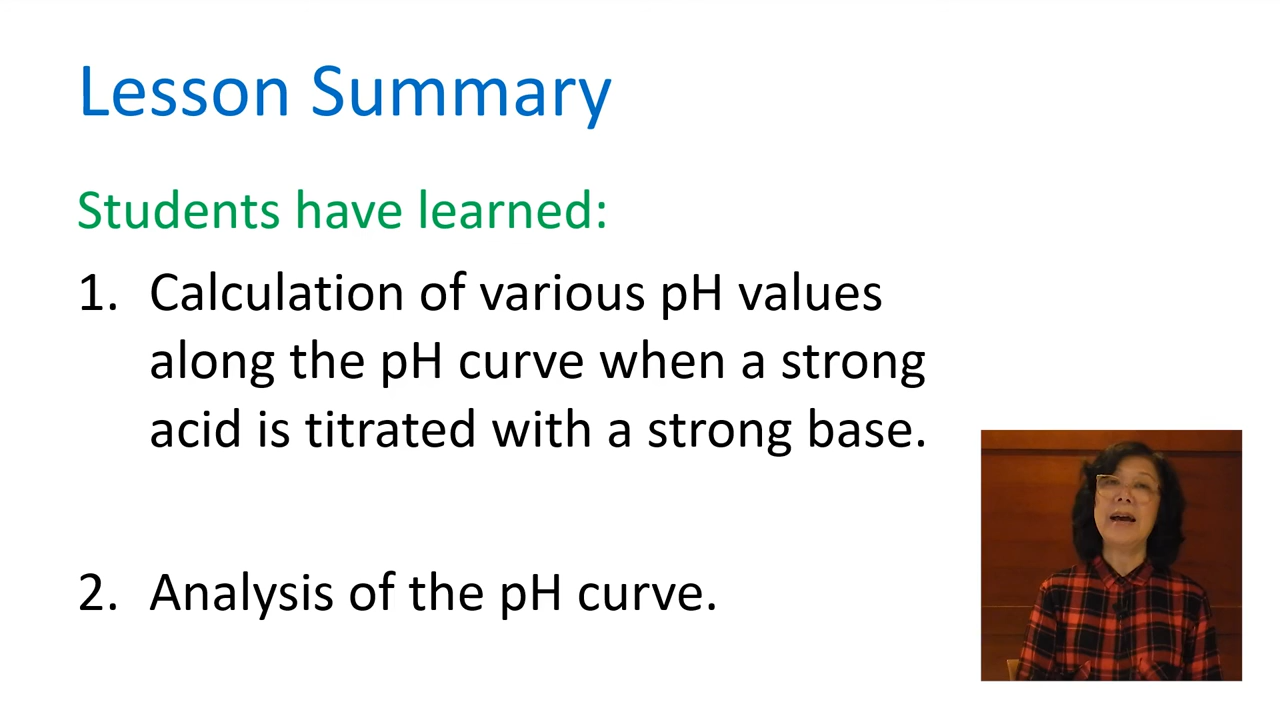 Lesson Summary
Students have learned:
1. Calculation of various pH values
along the pH curve when a strong
acid is titrated with a strong base.
2. Analysis of the pH curve.